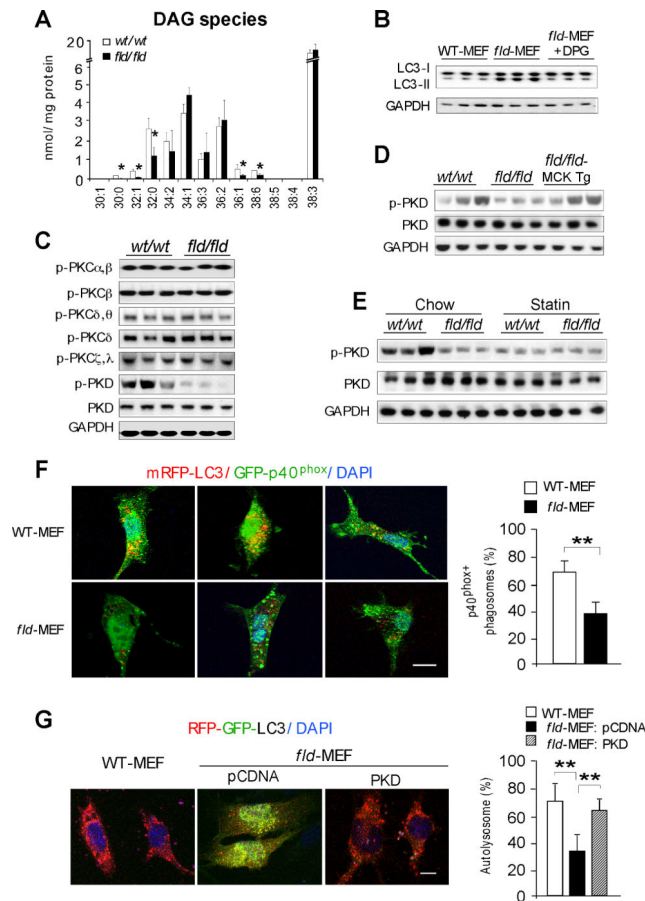 A
DAG species
wt/wt
fld/fld
nmol/ mg protein
20
5
4
3
2
1
0
* * * * *
30:1 30:0 32:1 32:0 34:2 34:1 36:3 36:2 36:1 38:6 38:5 38:4 38:3
B
WT-MEF fld-MEF fld-MEF +DPG
LC3-I
LC3-II
GAPDH
C
wt/wt fld/fld
p-PKCα,β
p-PKCβ
p-PKCδ,θ
p-PKCδ
p-PKCζ,λ
p-PKD
PKD
GAPDH
D
wt/wt fld/fld fld/fld-MCK Tg
p-PKD
PKD
GAPDH
E
Chow Statin
wt/wt fld/fld wt/wt fld/fld
p-PKD
PKD
GAPDH
F
mRFP-LC3/ GFP-p40phox/ DAPI
WT-MEF
fld-MEF
WT-MEF
fld-MEF
p40phox+ phagosomes (%)
100
80
60
40
20
0
**
G
RFP-GFP-LC3/ DAPI
WT-MEF
fld-MEF
pCDNA PKD
WT-MEF
fld-MEF: pCDNA
fld-MEF: PKD
Autolysosome (%)
100
80
60
40
20
0
** **